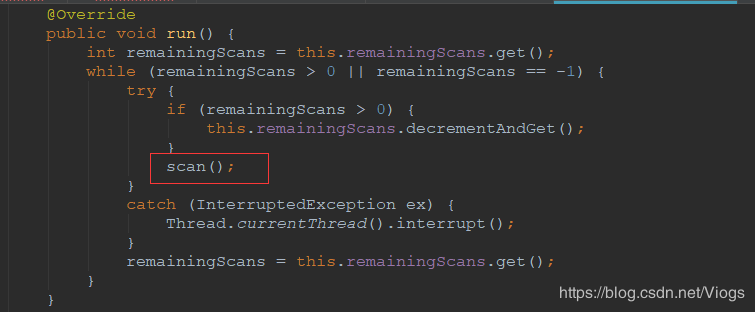 @Override
public void run() {
    int remainingScans = this.remainingScans.get();
    while (remainingScans > 0 || remainingScans == -1) {
        try {
            if (remainingScans > 0) {
                this.remainingScans.decrementAndGet();
            }
            scan();
        }
        catch (InterruptedException ex) {
            Thread.currentThread().interrupt();
        }
        remainingScans = this.remainingScans.get();
    }
}
https://blog.csdn.net/Viogs